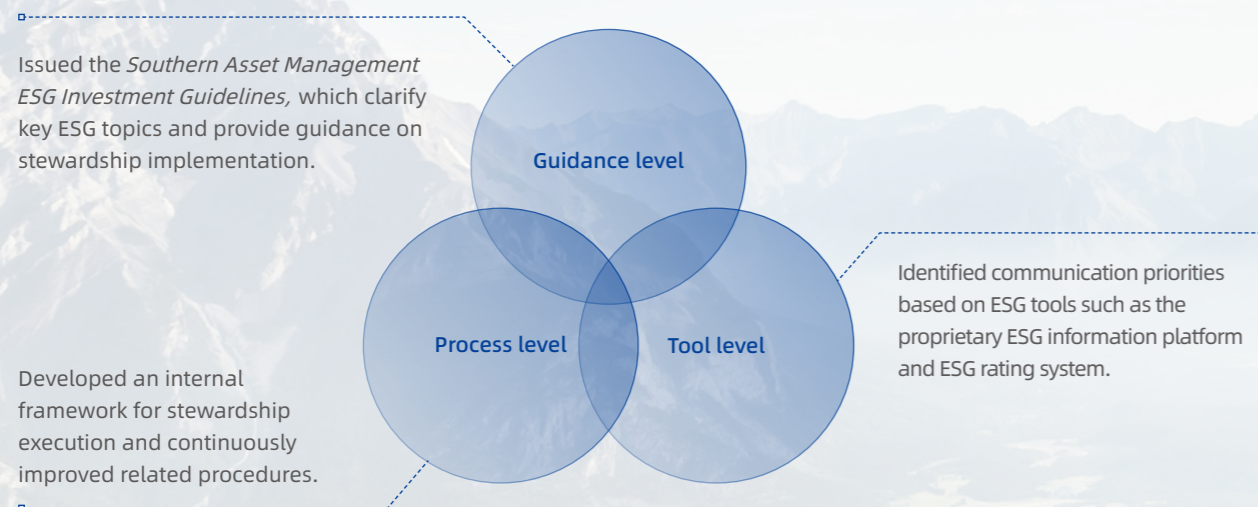 Issued the Southern Asset Management
ESG Investment Guidelines, which clarify
key ESG topics and provide guidance on
stewardship implementation.
Guidance level
Identified communication priorities
based on ESG tools such as the
proprietary ESG information platform
and ESG rating system.
Process level
Tool level
Developed an internal
framework for stewardship
execution and continuously
improved related procedures.